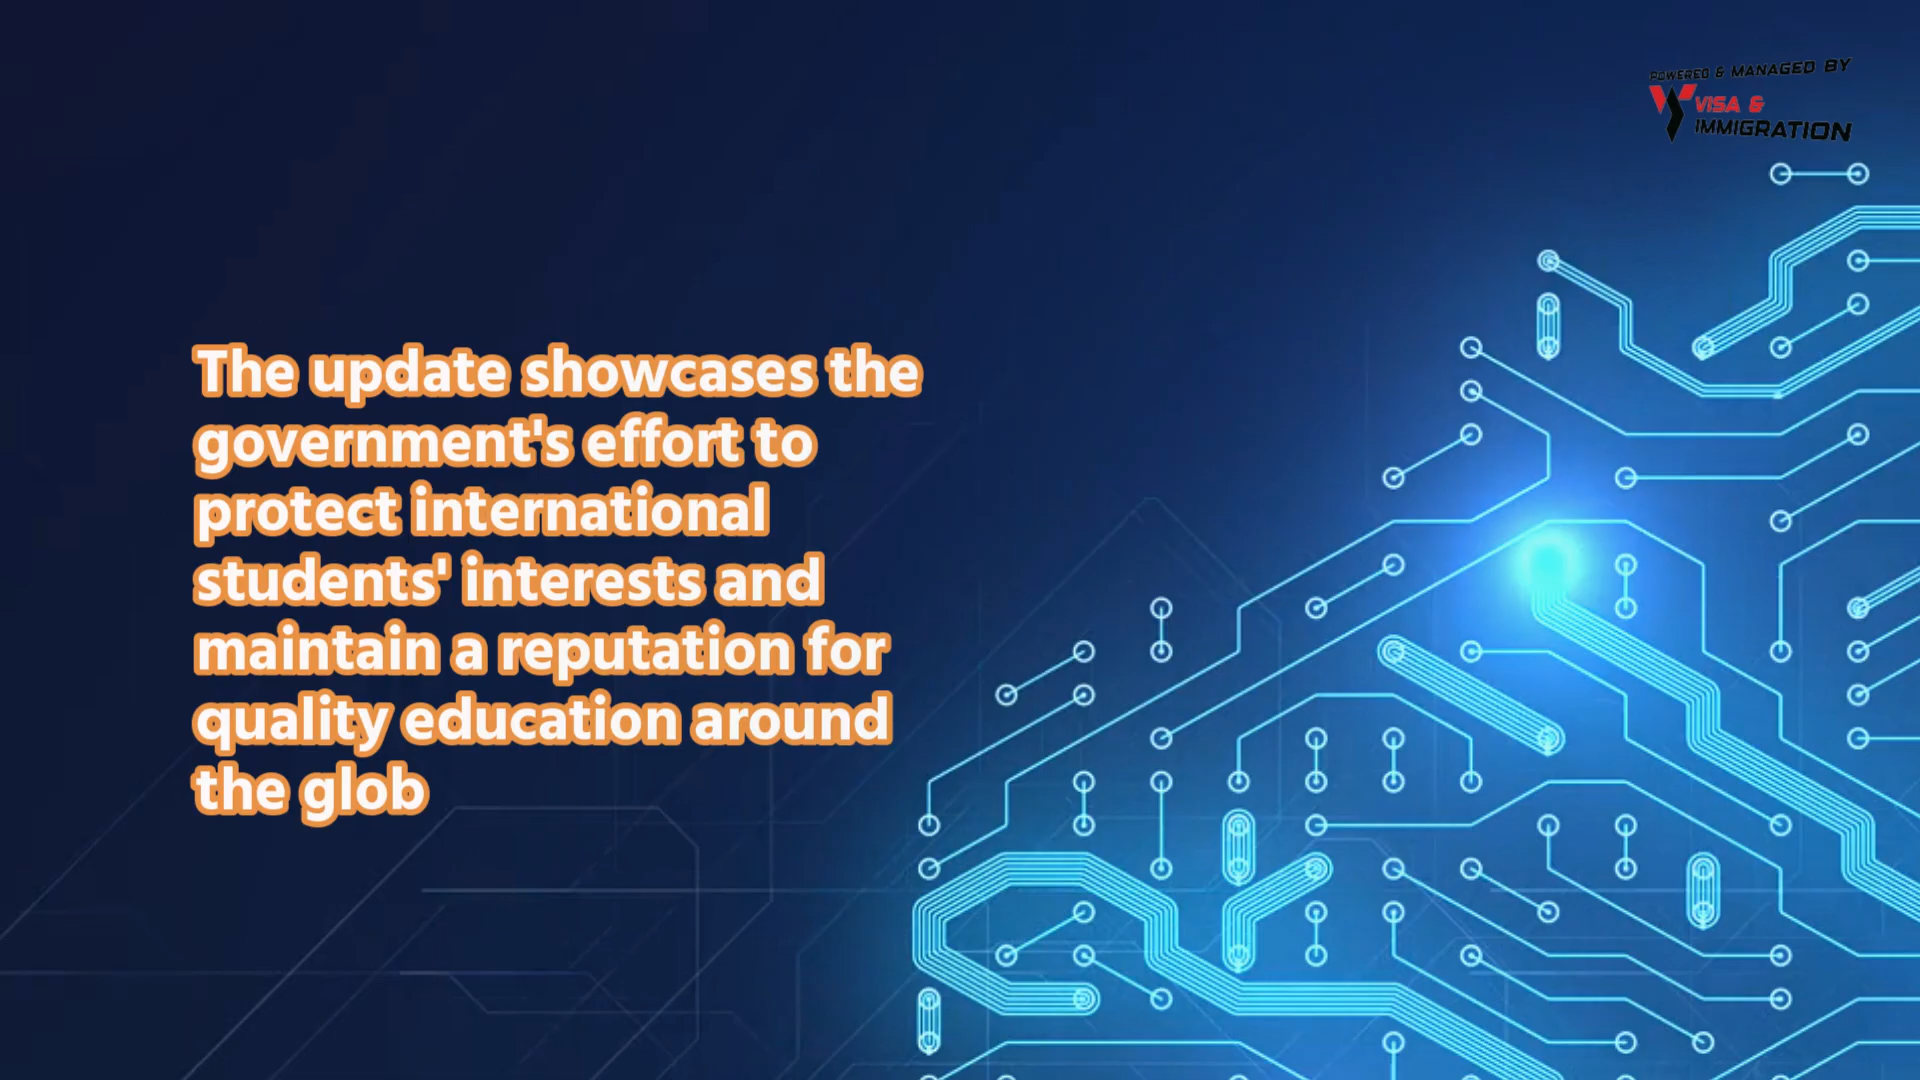 POWERED & MANAGED BY
VISA &
IMMIGRATION
The update showcases the
government's effort to
protect international
students' interests and
maintain a reputation for
quality education around
the glob